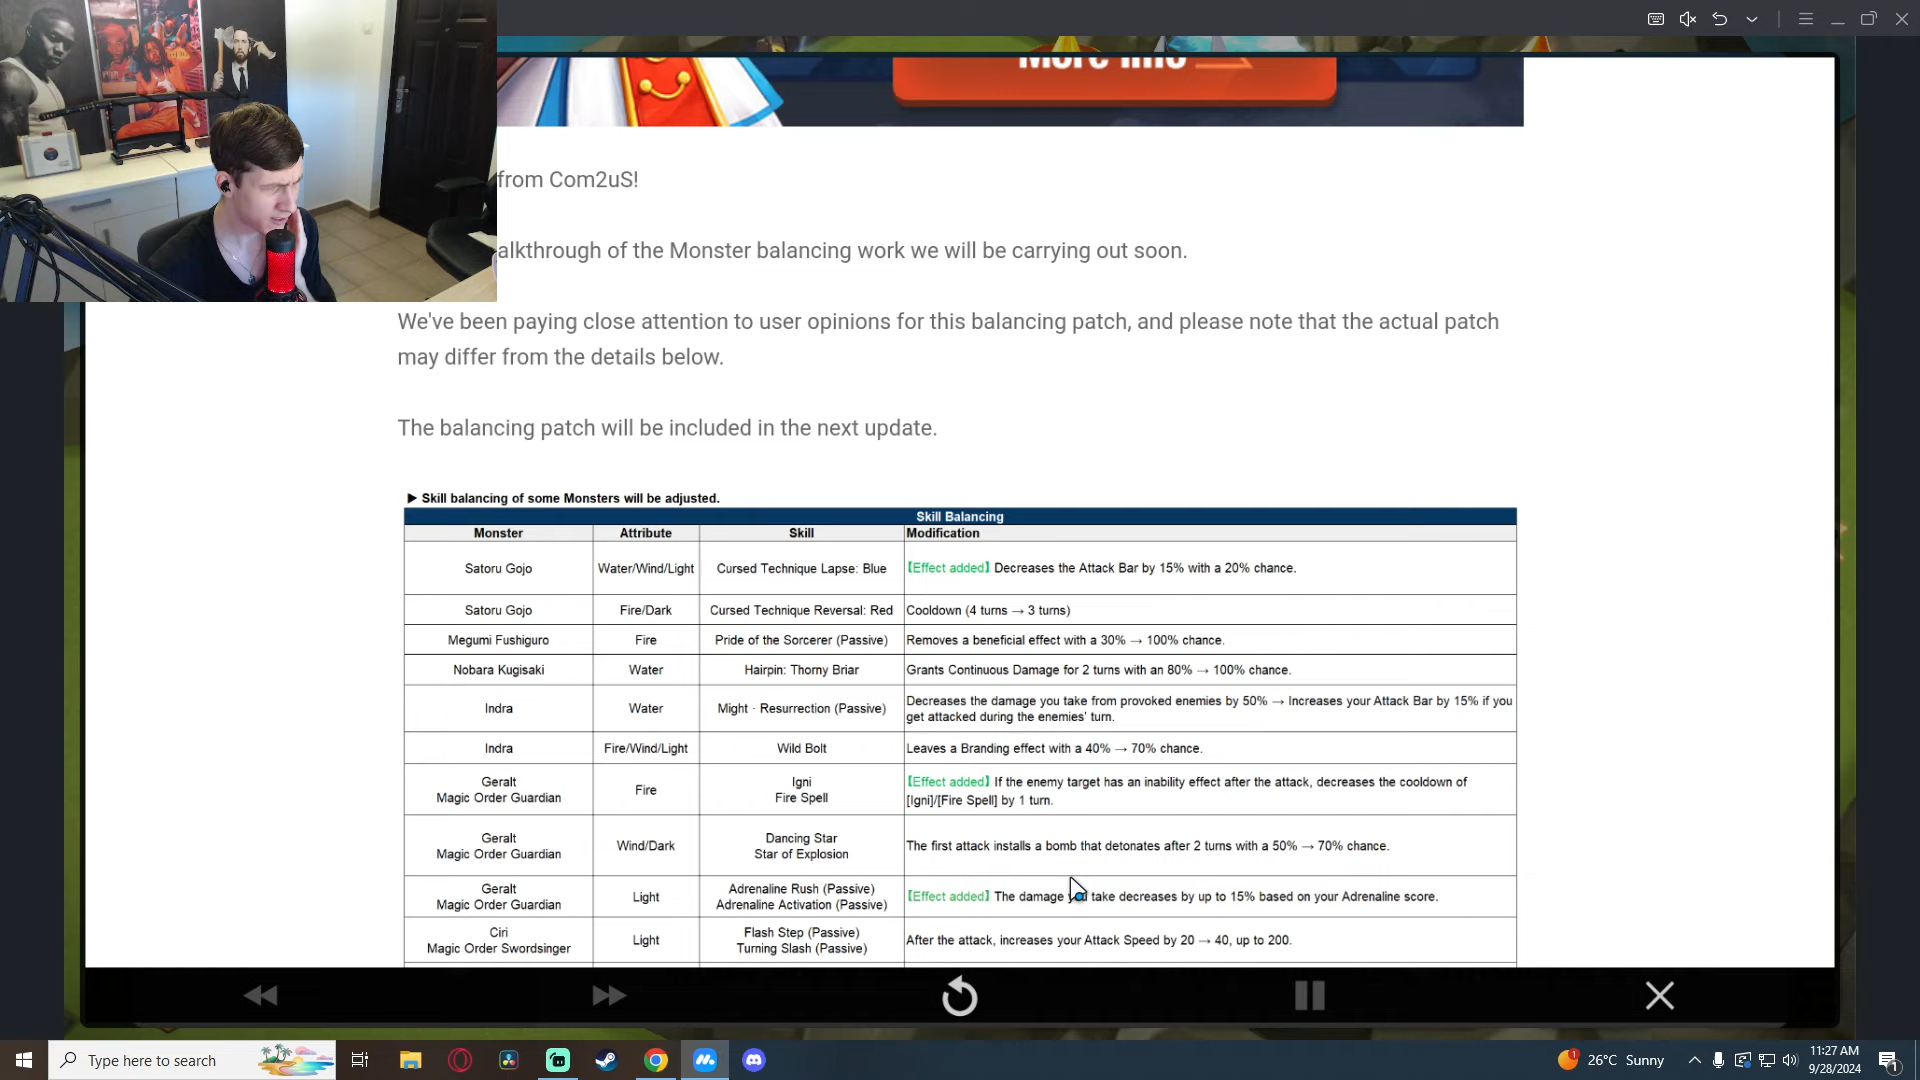 More Info
from Com2uS!
alkthrough of the Monster balancing work we will be carrying out soon.
We've been paying close attention to user opinions for this balancing patch, and please note that the actual patch
may differ from the details below.
The balancing patch will be included in the next update.
▶ Skill balancing of some Monsters will be adjusted.
Skill Balancing
Monster Attribute Skill Modification
Satoru Gojo Water/Wind/Light Cursed Technique Lapse: Blue [Effect added] Decreases the Attack Bar by 15% with a 20% chance.
Satoru Gojo Fire/Dark Cursed Technique Reversal: Red Cooldown (4 turns → 3 turns)
Megumi Fushiguro Fire Pride of the Sorcerer (Passive) Removes a beneficial effect with a 30% → 100% chance.
Nobara Kugisaki Water Hairpin: Thorny Briar Grants Continuous Damage for 2 turns with an 80% → 100% chance.
Indra Water Might · Resurrection (Passive) Decreases the damage you take from provoked enemies by 50% → Increases your Attack Bar by 15% if you
get attacked during the enemies' turn.
Indra Fire/Wind/Light Wild Bolt Leaves a Branding effect with a 40% → 70% chance.
Geralt Igni [Effect added] If the enemy target has an inability effect after the attack, decreases the cooldown of
Magic Order Guardian Fire Fire Spell [Igni]/[Fire Spell] by 1 turn.
Geralt Dancing Star
Magic Order Guardian Wind/Dark Star of Explosion The first attack installs a bomb that detonates after 2 turns with a 50% → 70% chance.
Geralt Adrenaline Rush (Passive)
Magic Order Guardian Light Adrenaline Activation (Passive) [Effect added] The damage you take decreases by up to 15% based on your Adrenaline score.
Ciri Flash Step (Passive)
Magic Order Swordsinger Light Turning Slash (Passive) After the attack, increases your Attack Speed by 20 → 40, up to 200.
Type here to search
26°C Sunny
11:27 AM
9/28/2024